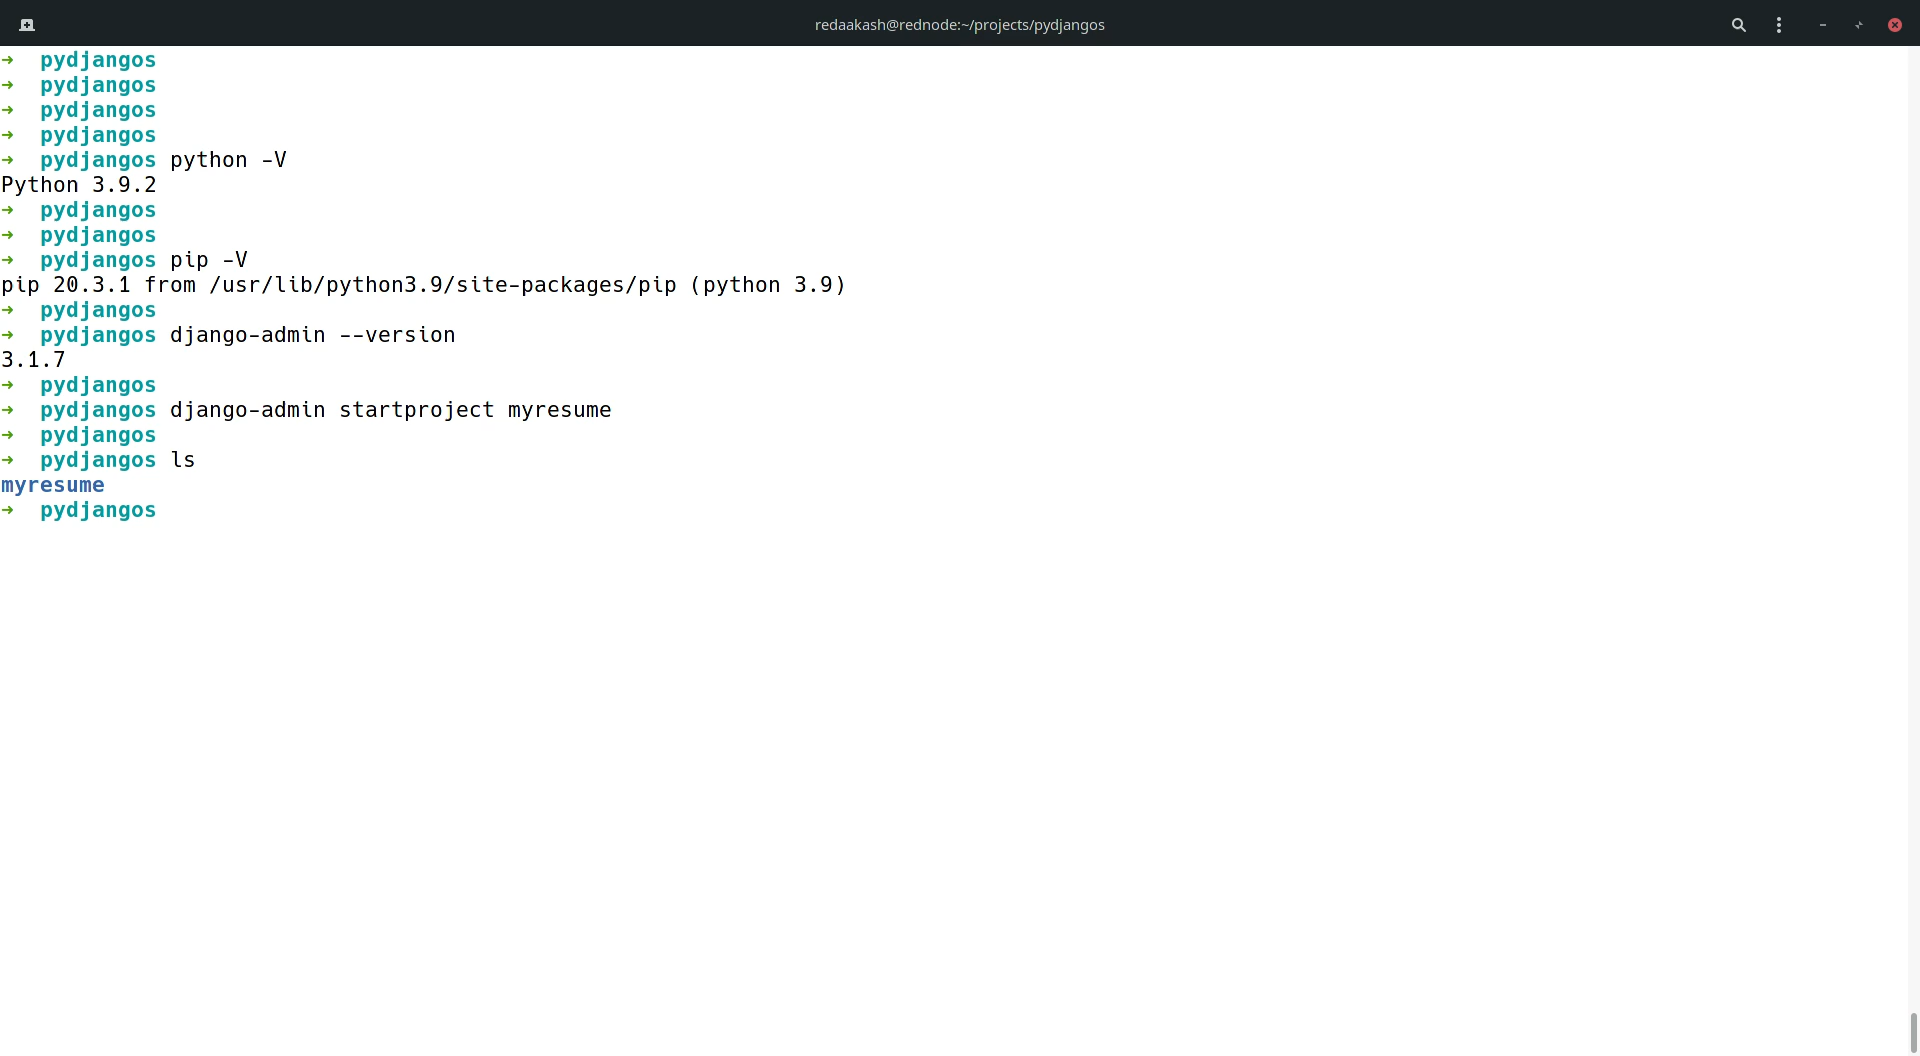 redaakash@rednode:~/projects/pydjangos
→ pydjangos
→ pydjangos
→ pydjangos
→ pydjangos
→ pydjangos python -V
Python 3.9.2
→ pydjangos
→ pydjangos
→ pydjangos pip -V
pip 20.3.1 from /usr/lib/python3.9/site-packages/pip (python 3.9)
→ pydjangos
→ pydjangos django-admin --version
3.1.7
→ pydjangos
→ pydjangos django-admin startproject myresume
→ pydjangos
→ pydjangos ls
myresume
→ pydjangos